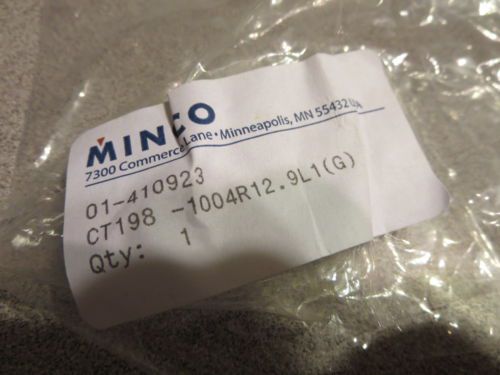 MINCO
7300 Commerce Lane • Minneapolis, MN 55432 USA
01-410923
CT198 -1004R12.9L1(G)
Qty: 1